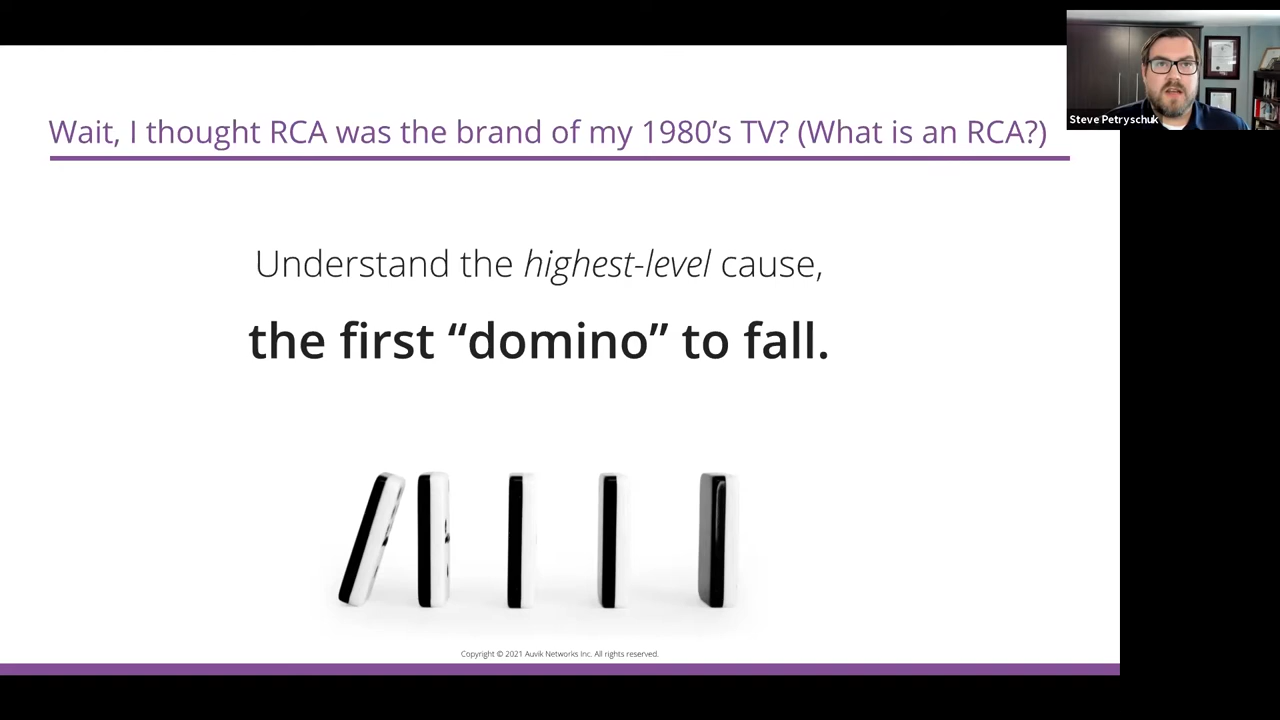 Wait, I thought RCA was the brand of my 1980’s TV? (What is an RCA?)
Steve Petryschuk
Understand the highest-level cause,
the first “domino” to fall.
Copyright © 2021 Auvik Networks Inc. All rights reserved.